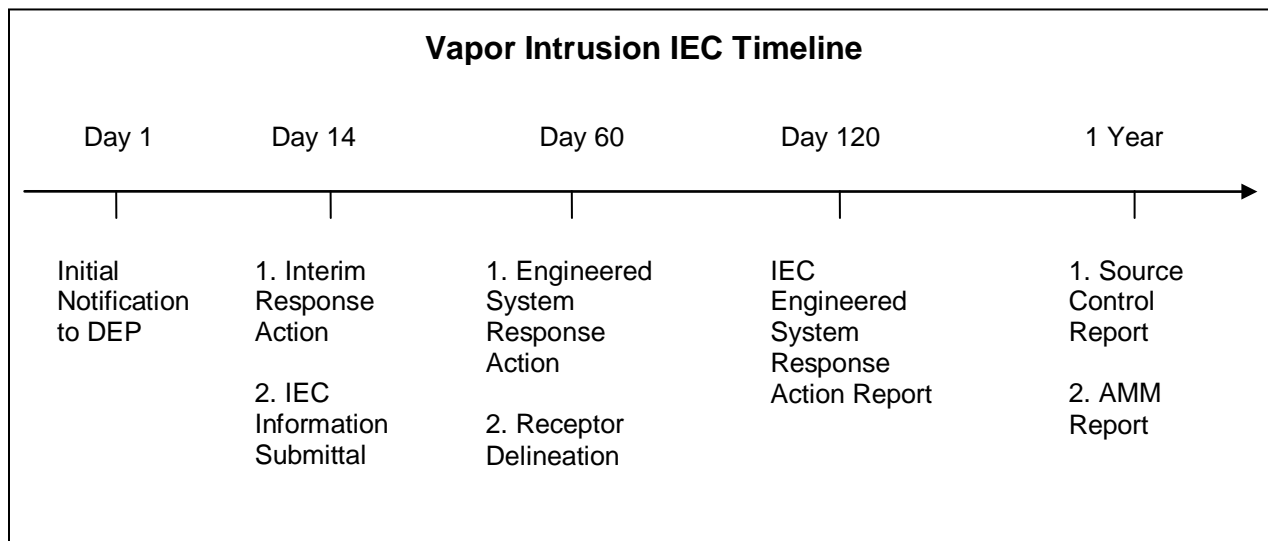 Vapor Intrusion IEC Timeline
Day 1
Day 14
Day 60
Day 120
1 Year
Initial
Notification
to DEP
1. Interim
Response
Action
2. IEC
Information
Submittal
1. Engineered
System
Response
Action
2. Receptor
Delineation
IEC
Engineered
System
Response
Action Report
1. Source
Control
Report
2. AMM
Report